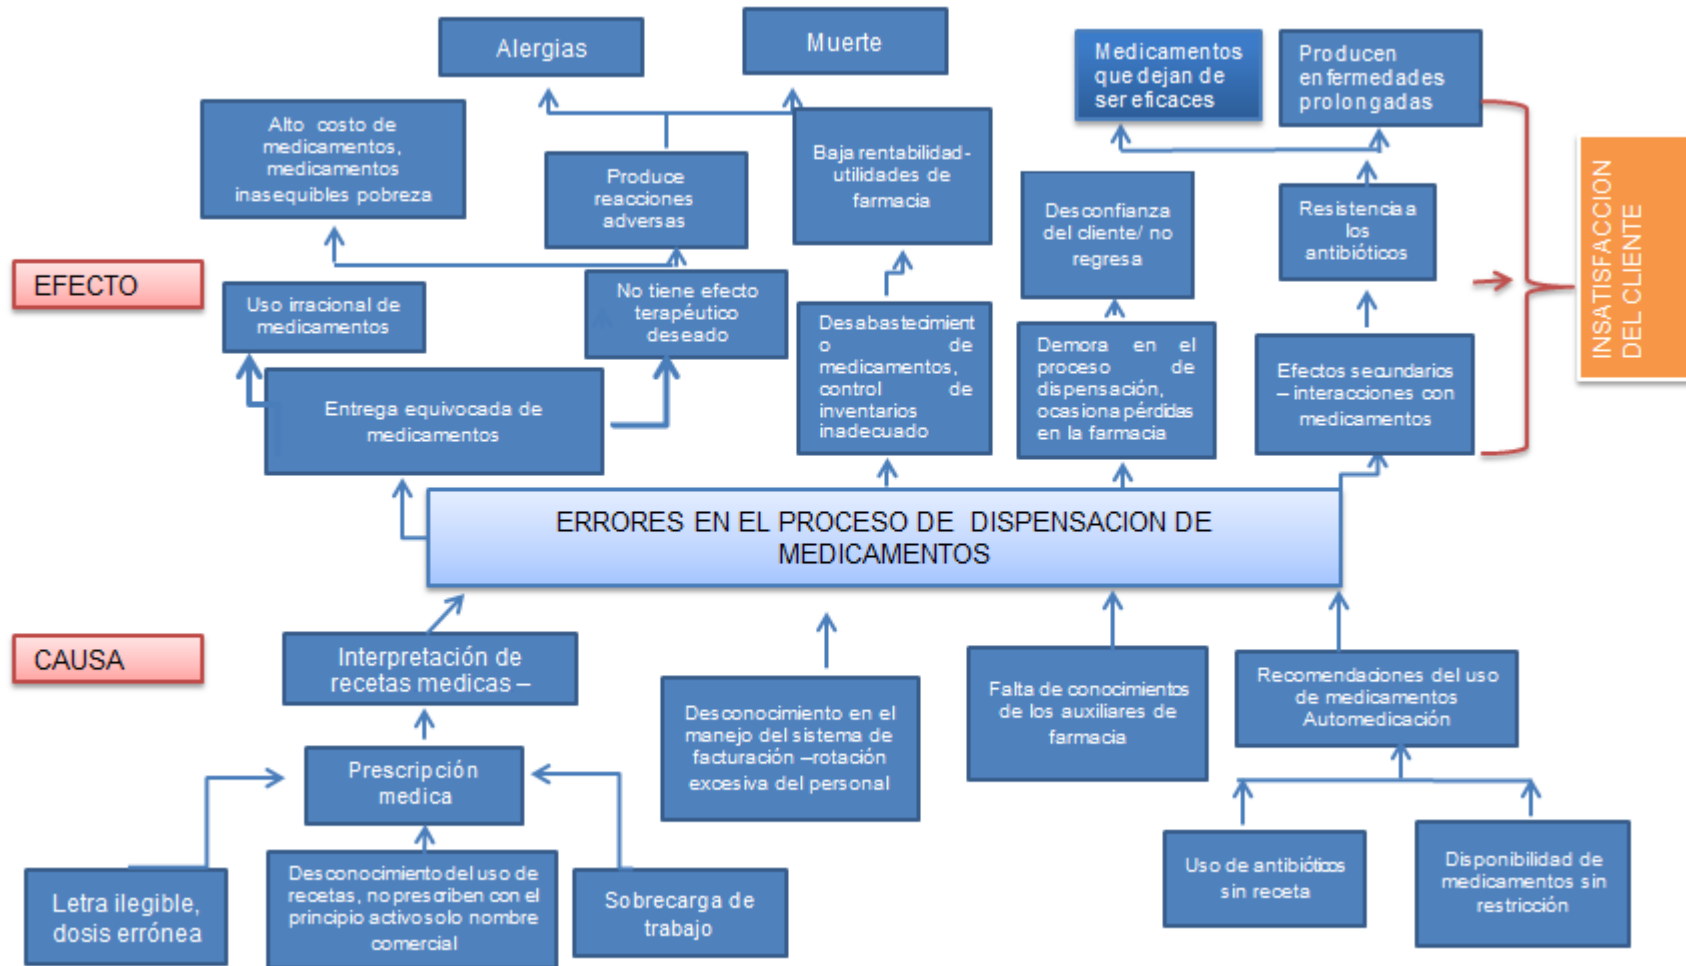 Alergias
Muerte
Medicamentos
que dejan de
ser eficaces
Producen
enfermedades
prolongadas
Alto costo de
medicamentos,
medicamentos
inasequibles pobreza
Produce
reacciones
adversas
Baja rentabilidad-
utilidades de
farmacia
Desconfianza
del cliente/ no
regresa
Resistencia a
los
antibióticos
INSATISFACCION
DEL CLIENTE
EFECTO
Uso irracional de
medicamentos
No tiene efecto
terapéutico
deseado
Desabastecimient
o de
medicamentos,
control de
inventarios
inadecuado
Demora en el
proceso de
dispensación,
ocasiona pérdidas
en la farmacia
Efectos secundarios
– interacciones con
medicamentos
Entrega equivocada de
medicamentos
ERRORES EN EL PROCESO DE DISPENSACION DE
MEDICAMENTOS
CAUSA
Interpretación de
recetas medicas –
Desconocimiento en el
manejo del sistema de
facturación –rotación
excesiva del personal
Falta de conocimientos
de los auxiliares de
farmacia
Recomendaciones del uso
de medicamentos
Automedicación
Prescripción
medica
Letra ilegible,
dosis errónea
Desconocimiento del uso de
recetas, no prescriben con el
principio activo solo nombre
comercial
Sobrecarga de
trabajo
Uso de antibióticos
sin receta
Disponibilidad de
medicamentos sin
restricción